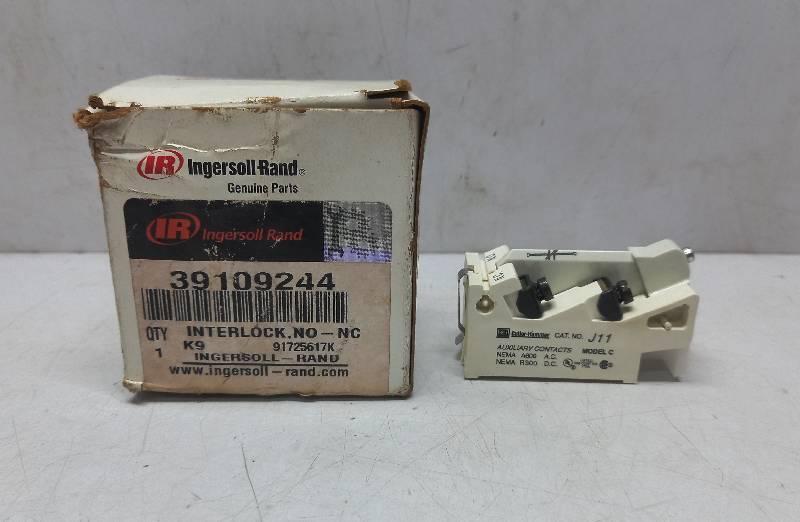 IR Ingersoll-Rand®
Genuine Parts
IR Ingersoll Rand
39109244
QTY INTERLOCK,NO-NC
1 K9 91725617K
INGERSOLL-RAND
www.ingersoll-rand.com
Cutler-Hammer CAT. NO. J11
AUXILIARY CONTACTS MODEL C
NEMA A600 A.C.
NEMA R300 D.C.